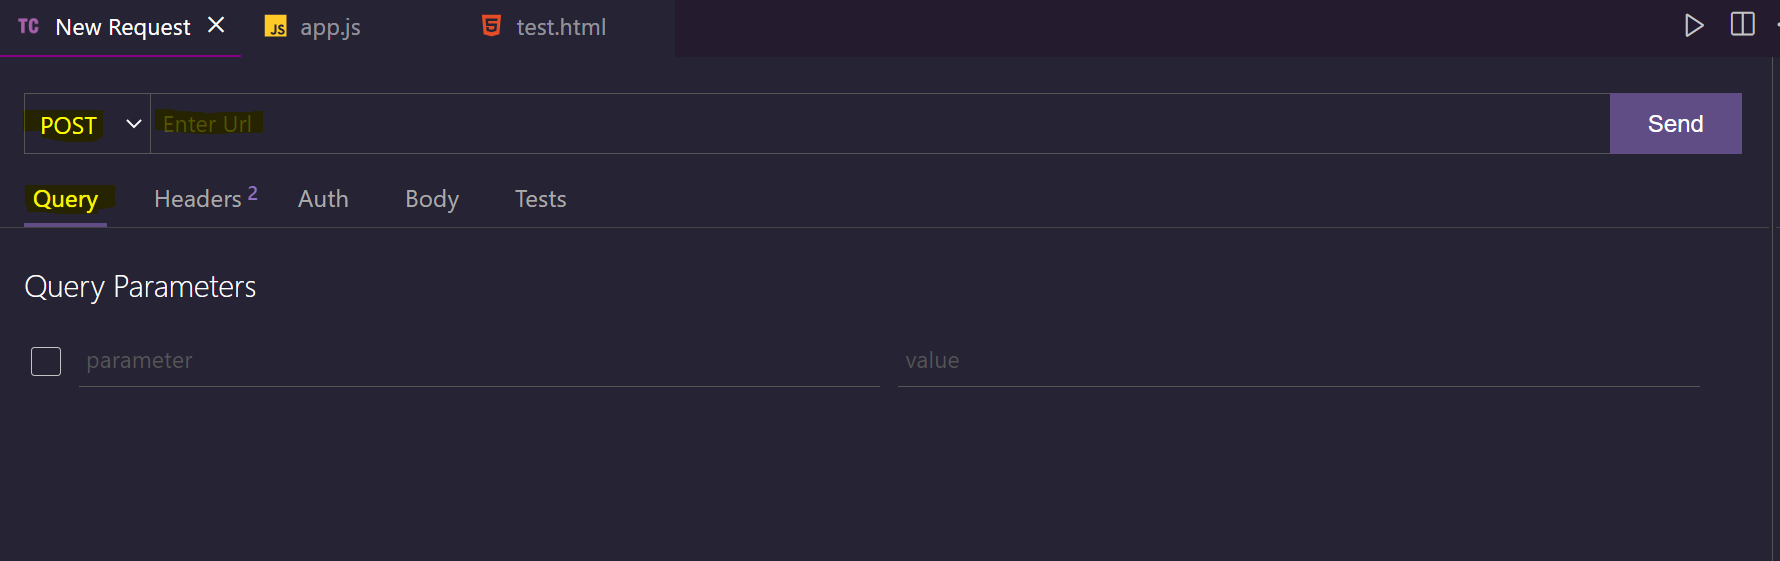 TC New Request JS app.js test.html
POST Enter Url Send
Query Headers 2 Auth Body Tests
Query Parameters
parameter value